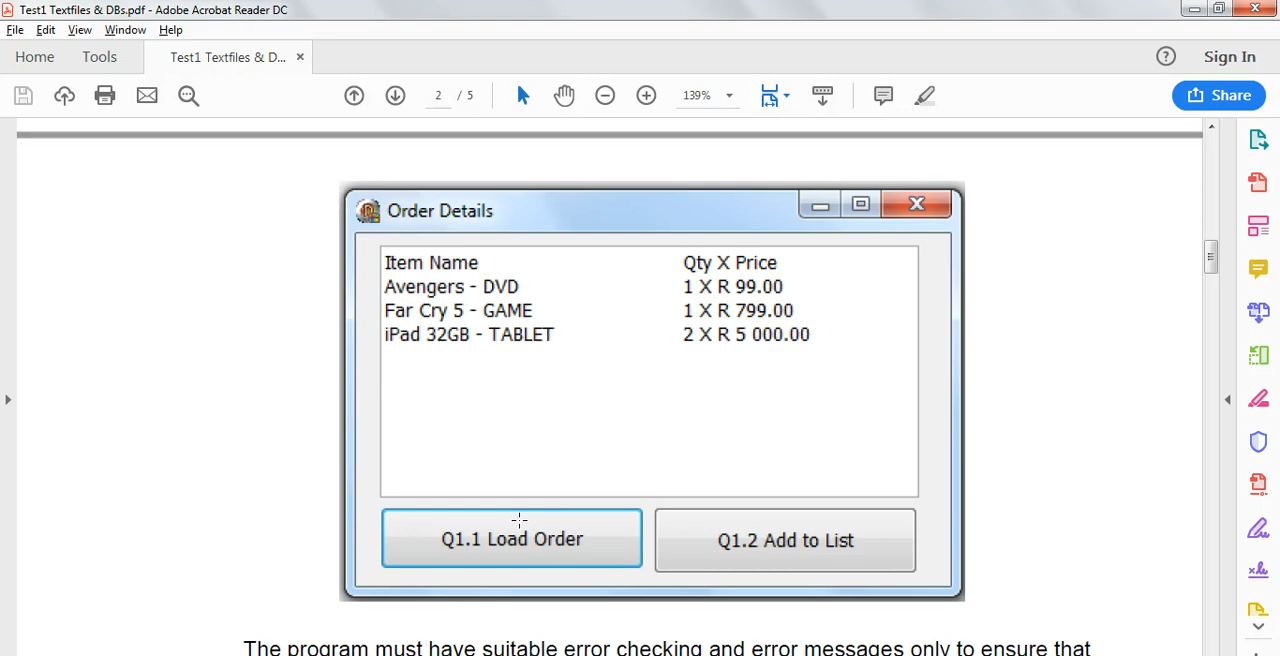 Test1 Textfiles & DBs.pdf - Adobe Acrobat Reader DC
File Edit View Window Help
Home Tools Test1 Textfiles & D... × ? Sign In
2 / 5 139% Share
Order Details
Item Name Qty X Price
Avengers - DVD 1 X R 99.00
Far Cry 5 - GAME 1 X R 799.00
iPad 32GB - TABLET 2 X R 5 000.00
Q1.1 Load Order Q1.2 Add to List
The program must have suitable error checking and error messages only to ensure that